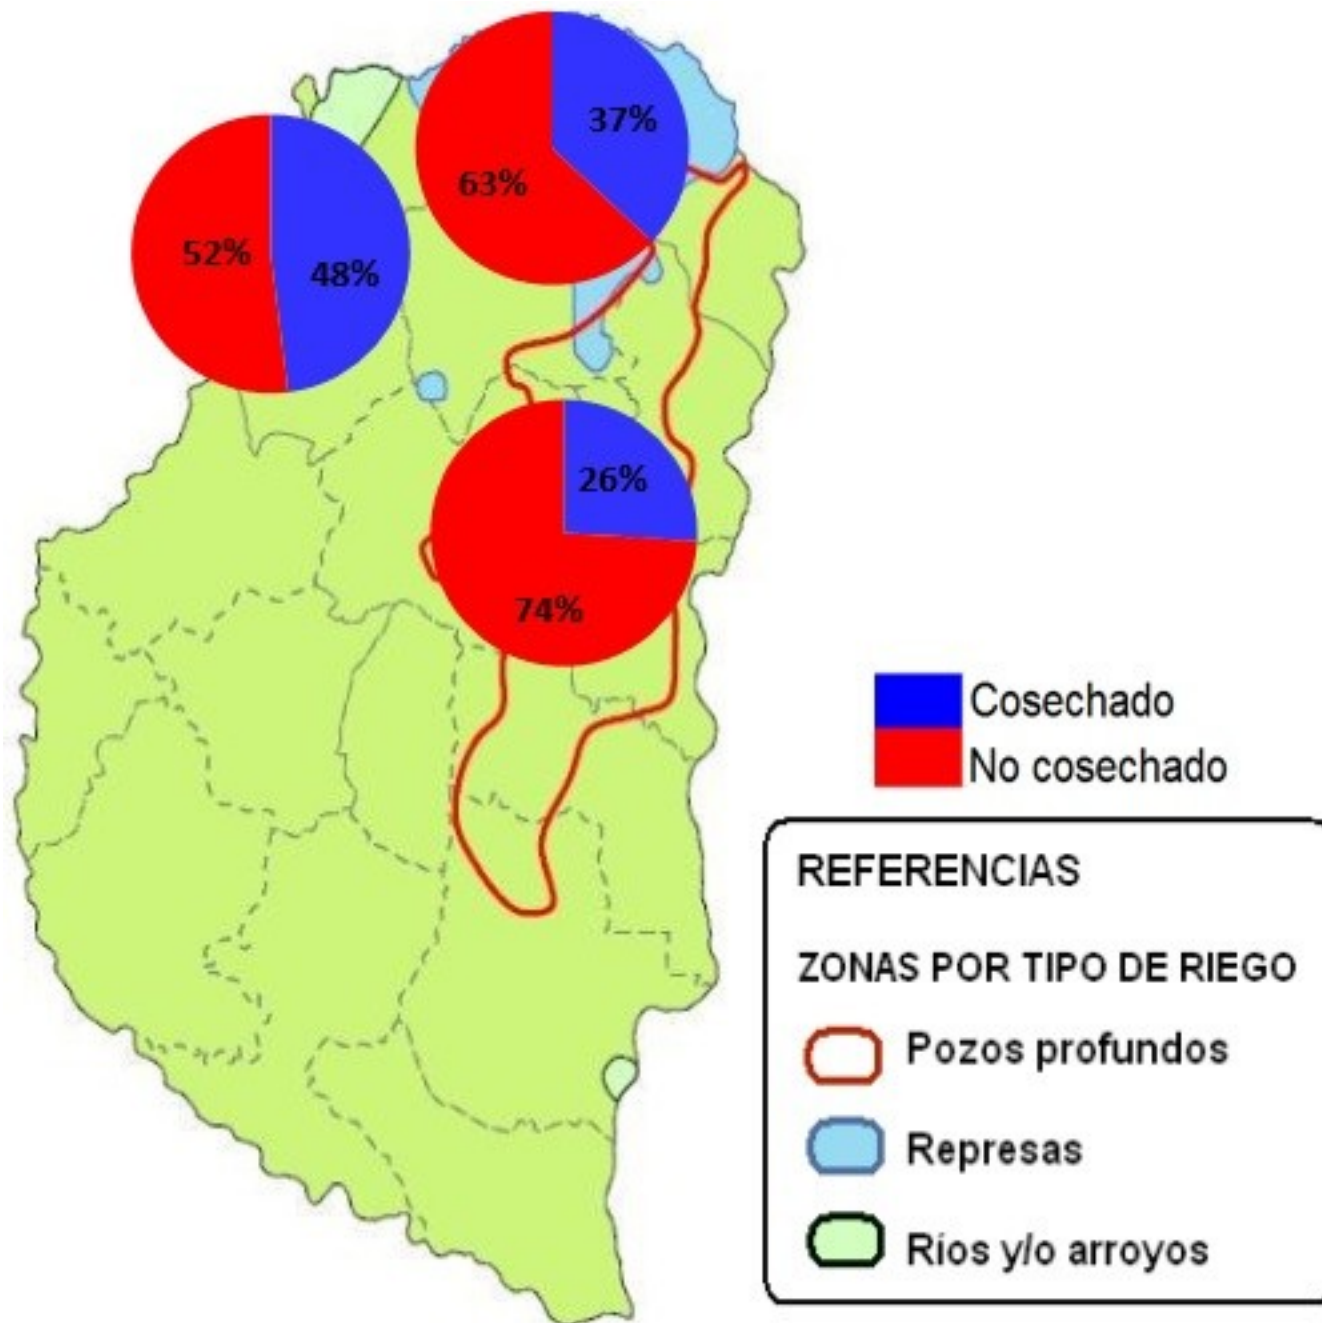 37%
63%
52%
48%
26%
74%
Cosechado
No cosechado
REFERENCIAS
ZONAS POR TIPO DE RIEGO
Pozos profundos
Represas
Ríos y/o arroyos